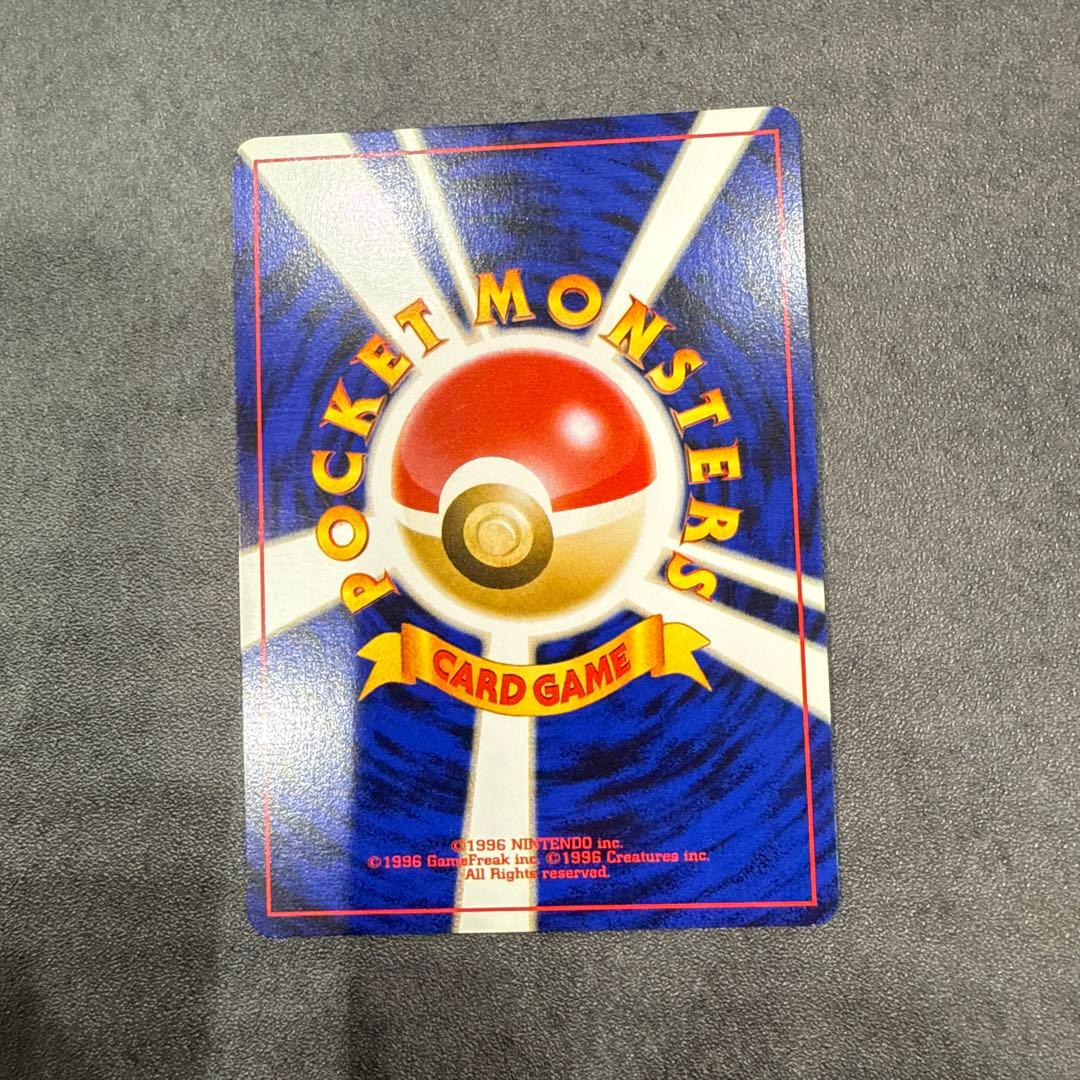 POCKET MONSTERS
CARD GAME
©1996 NINTENDO inc.
©1996 GameFreak inc. ©1996 Creatures inc.
All Rights reserved.